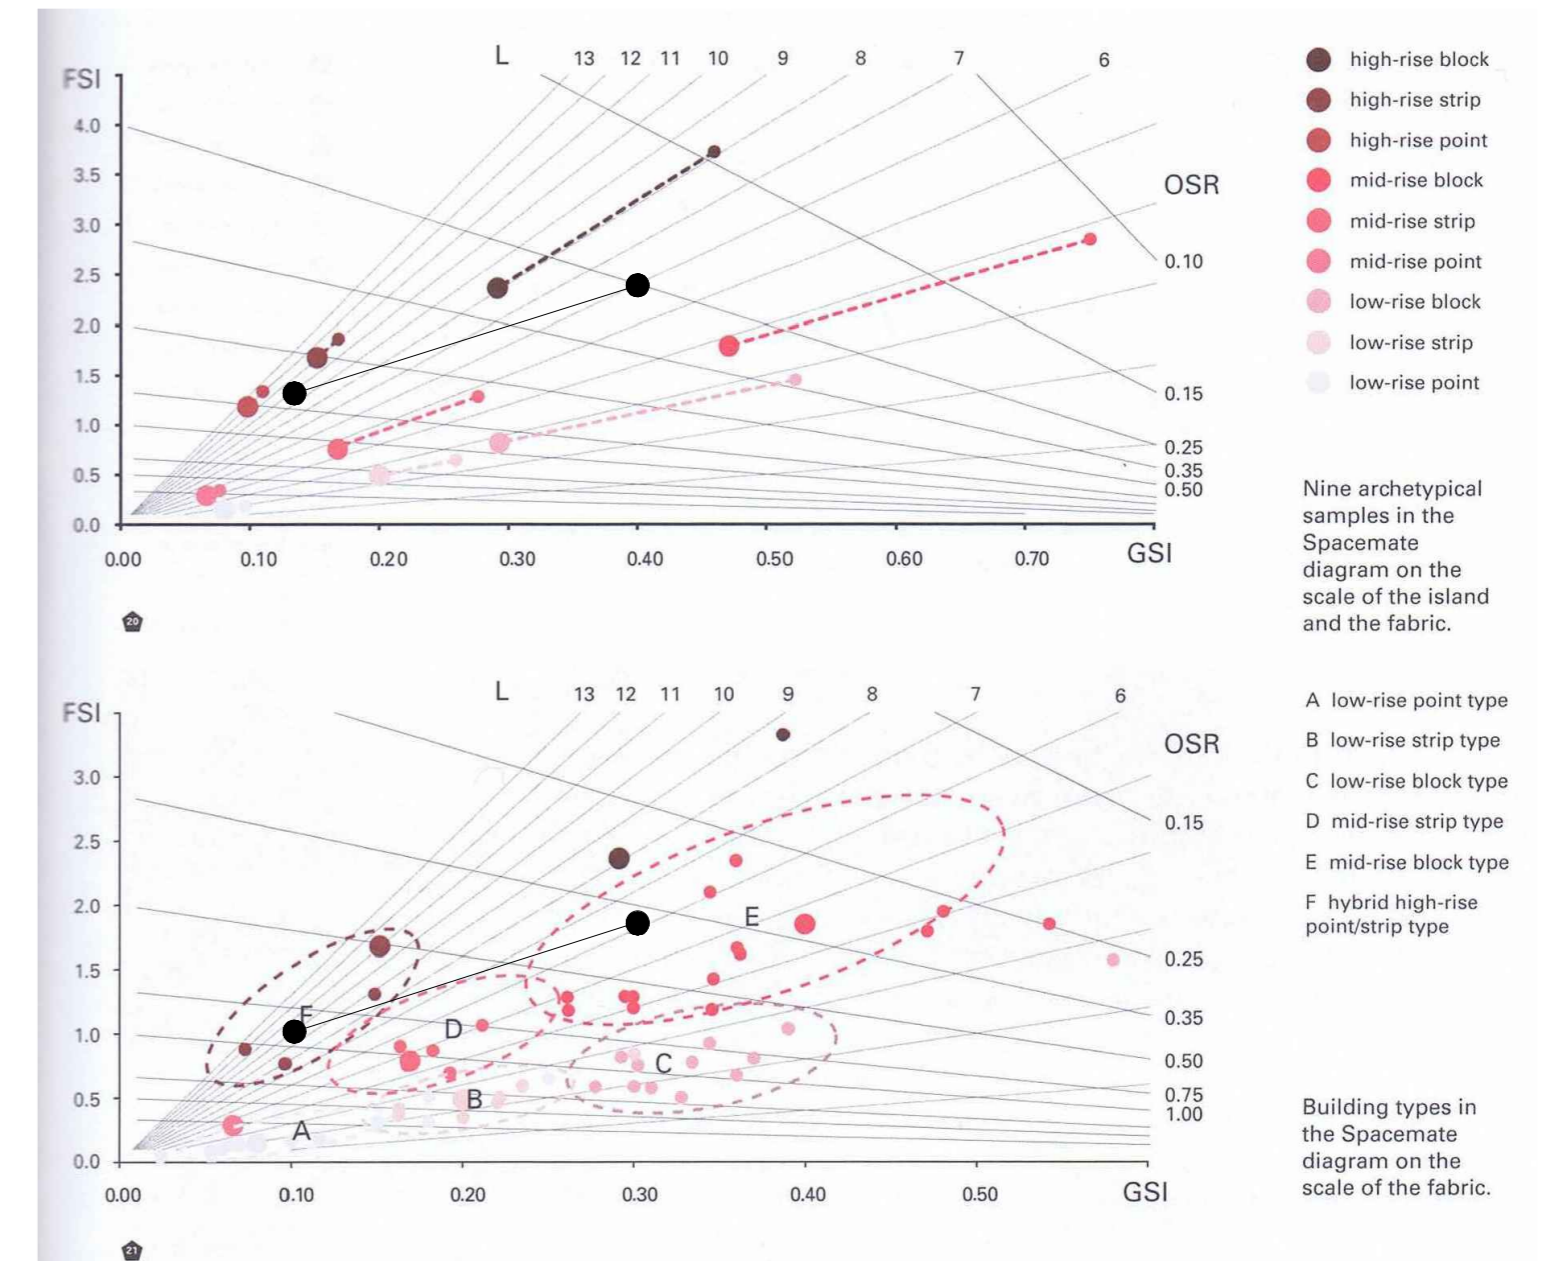 L 13 12 11 10 9 8 7 6
FSI
4.0
3.5
3.0
2.5
2.0
1.5
1.0
0.5
0.0
OSR
0.10
0.15
0.25
0.35
0.50
0.00 0.10 0.20 0.30 0.40 0.50 0.60 0.70 GSI
20
high-rise block
high-rise strip
high-rise point
mid-rise block
mid-rise strip
mid-rise point
low-rise block
low-rise strip
low-rise point
Nine archetypical
samples in the
Spacemate
diagram on the
scale of the island
and the fabric.
L 13 12 11 10 9 8 7 6
FSI
3.0
2.5
2.0
1.5
1.0
0.5
0.0
OSR
0.15
0.25
0.35
0.50
0.75
1.00
E
F
D
C
B
A
0.00 0.10 0.20 0.30 0.40 0.50 GSI
21
A low-rise point type
B low-rise strip type
C low-rise block type
D mid-rise strip type
E mid-rise block type
F hybrid high-rise
point/strip type
Building types in
the Spacemate
diagram on the
scale of the fabric.